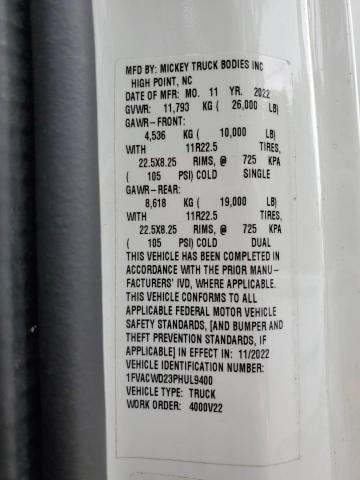 MFD BY: MICKEY TRUCK BODIES INC
HIGH POINT, NC
DATE OF MFR: MO. 11 YR. 2022
GVWR: 11,793 KG ( 26,000 LB)
GAWR-FRONT:
4,536 KG ( 10,000 LB)
WITH 11R22.5 TIRES,
22.5X8.25 RIMS, @ 725 KPA
( 105 PSI) COLD SINGLE
GAWR-REAR:
8,618 KG ( 19,000 LB)
WITH 11R22.5 TIRES,
22.5X8.25 RIMS, @ 725 KPA
( 105 PSI) COLD DUAL
THIS VEHICLE HAS BEEN COMPLETED IN
ACCORDANCE WITH THE PRIOR MANU-
FACTURERS' IVD, WHERE APPLICABLE.
THIS VEHICLE CONFORMS TO ALL
APPLICABLE FEDERAL MOTOR VEHICLE
SAFETY STANDARDS, [AND BUMPER AND
THEFT PREVENTION STANDARDS, IF
APPLICABLE] IN EFFECT IN: 11/2022
VEHICLE IDENTIFICATION NUMBER:
1FVACWD23PHUL9400
VEHICLE TYPE: TRUCK
WORK ORDER: 4000V22